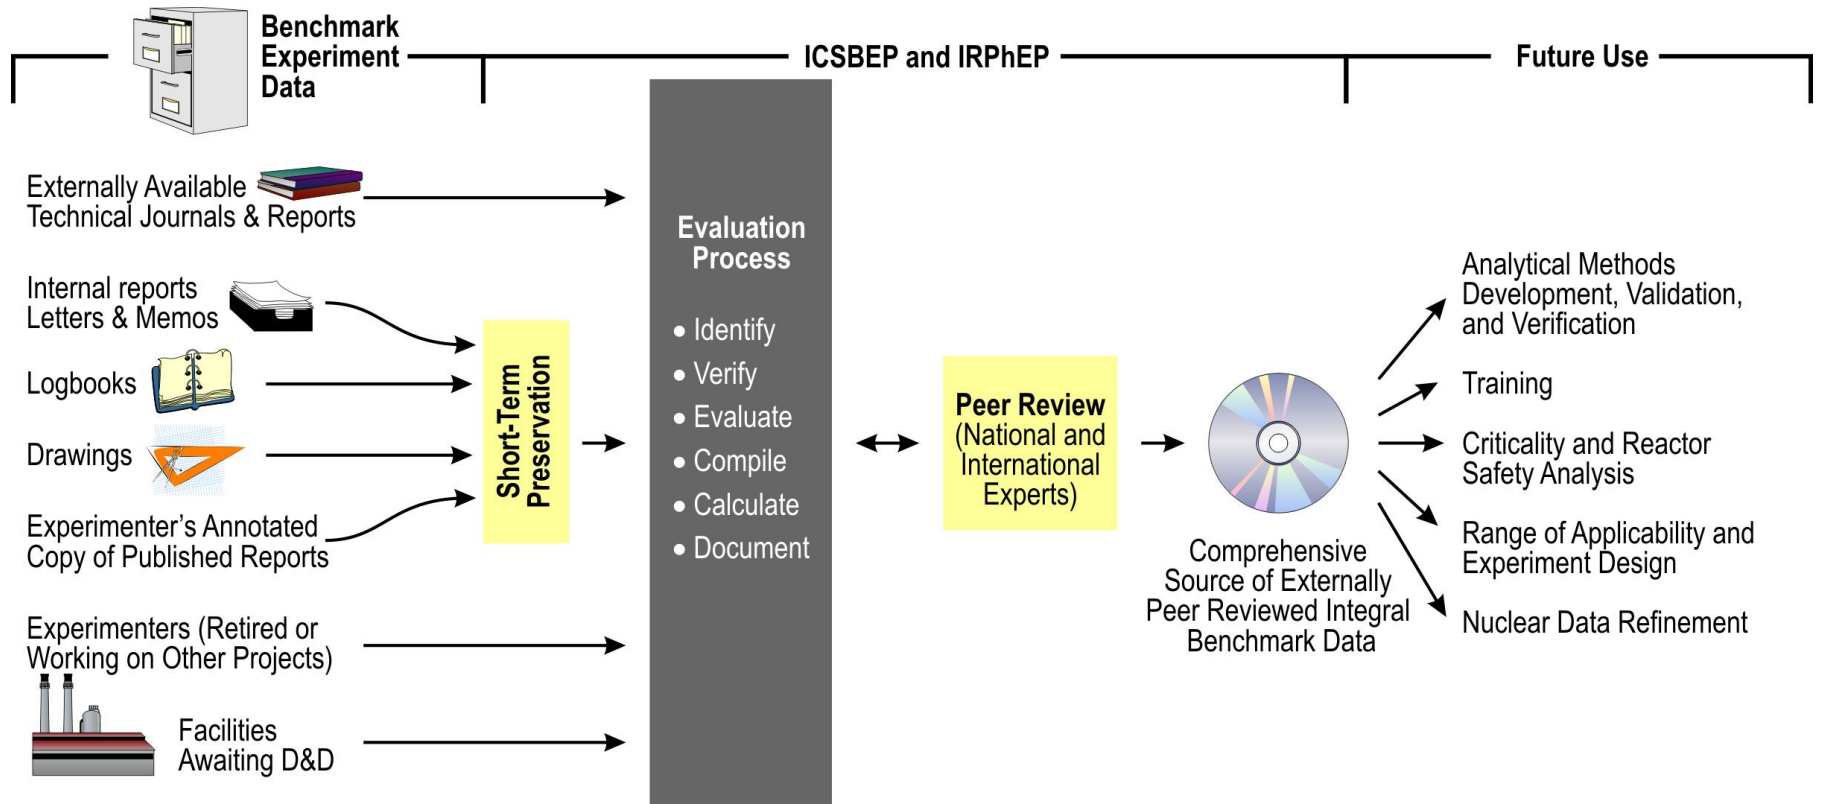 Benchmark
Experiment
Data
ICSBEP and IRPhEP
Future Use
Externally Available
Technical Journals & Reports
Internal reports
Letters & Memos
Logbooks
Drawings
Experimenter's Annotated
Copy of Published Reports
Experimenters (Retired or
Working on Other Projects)
Facilities
Awaiting D&D
Short-Term
Preservation
Evaluation
Process
• Identify
• Verify
• Evaluate
• Compile
• Calculate
• Document
Peer Review
(National and
International
Experts)
Comprehensive
Source of Externally
Peer Reviewed Integral
Benchmark Data
Analytical Methods
Development, Validation,
and Verification
Training
Criticality and Reactor
Safety Analysis
Range of Applicability and
Experiment Design
Nuclear Data Refinement